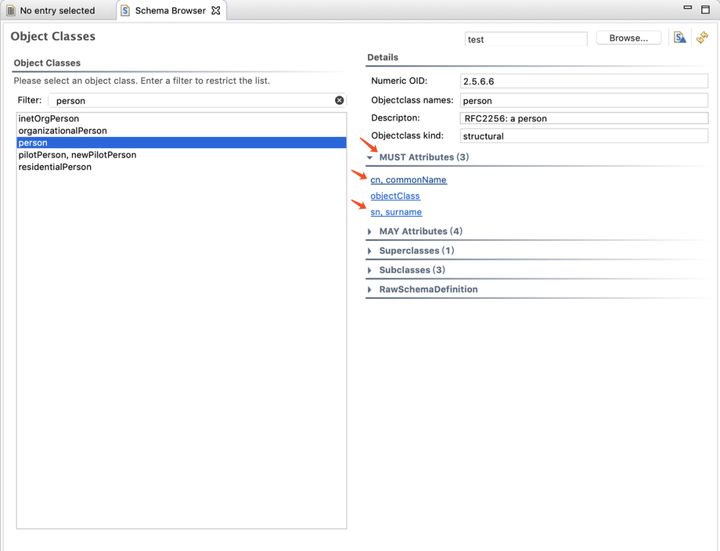 No entry selected
Schema Browser
Object Classes
test
Browse...
Object Classes
Please select an object class. Enter a filter to restrict the list.
Filter: person
inetOrgPerson
organizationalPerson
person
pilotPerson, newPilotPerson
residentialPerson
Details
Numeric OID: 2.5.6.6
Objectclass names: person
Descripton: RFC2256: a person
Objectclass kind: structural
MUST Attributes (3)
cn, commonName
objectClass
sn, surname
MAY Attributes (4)
Superclasses (1)
Subclasses (3)
RawSchemaDefinition